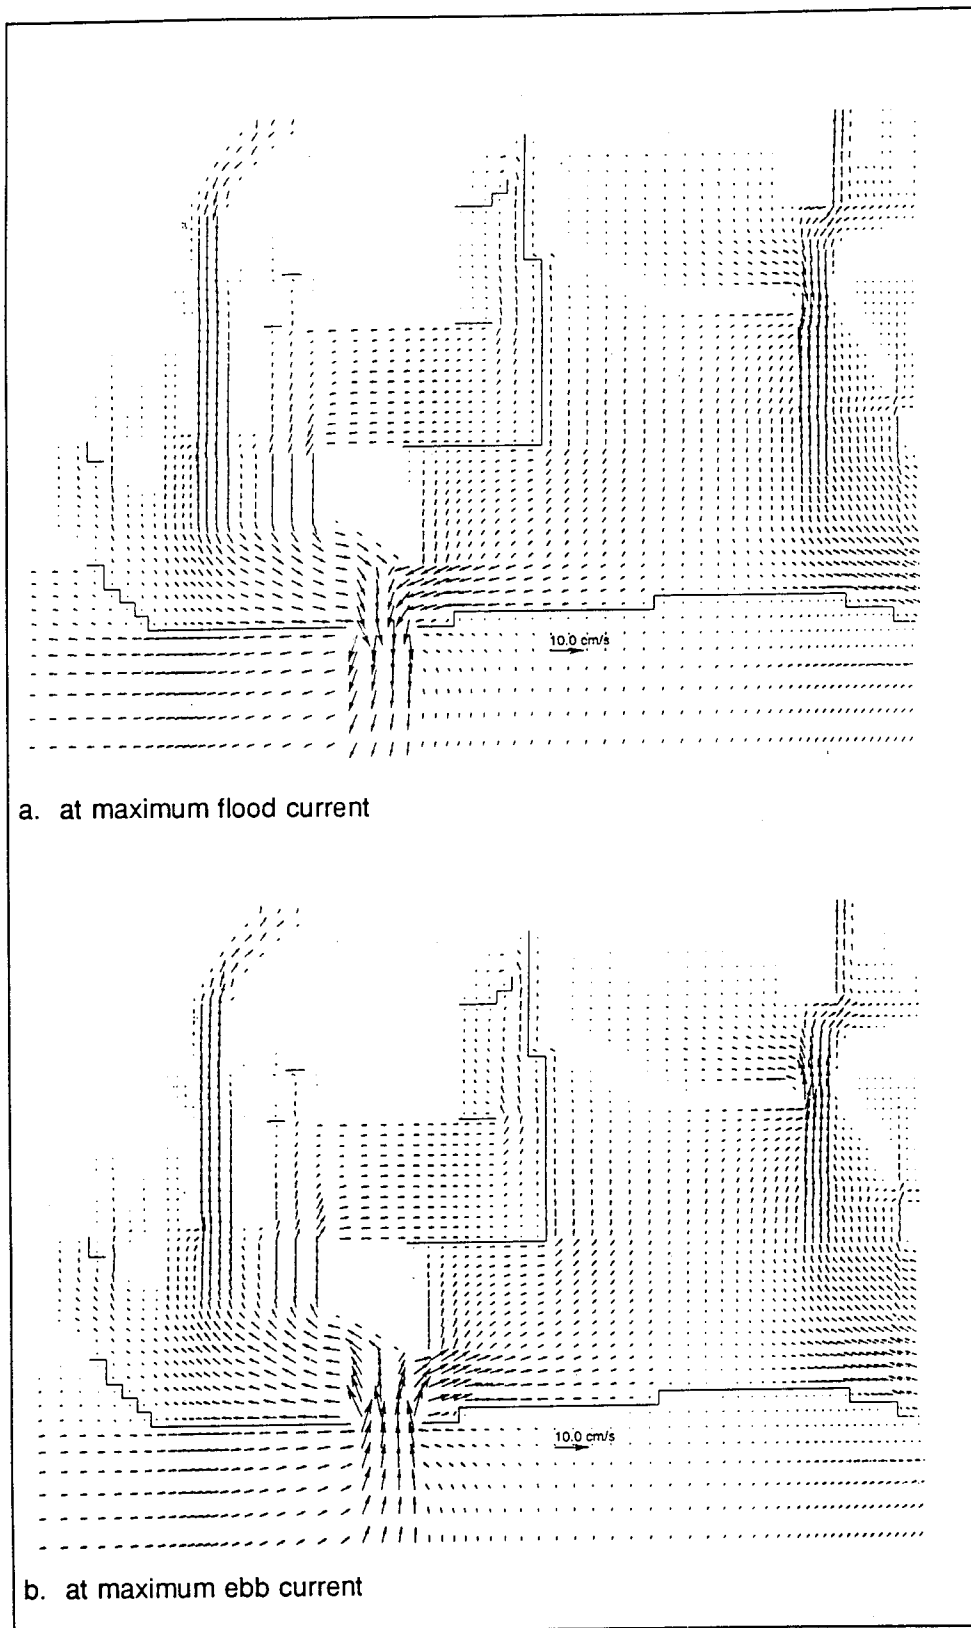 10.0 cm/s
a. at maximum flood current
10.0 cm/s
b. at maximum ebb current